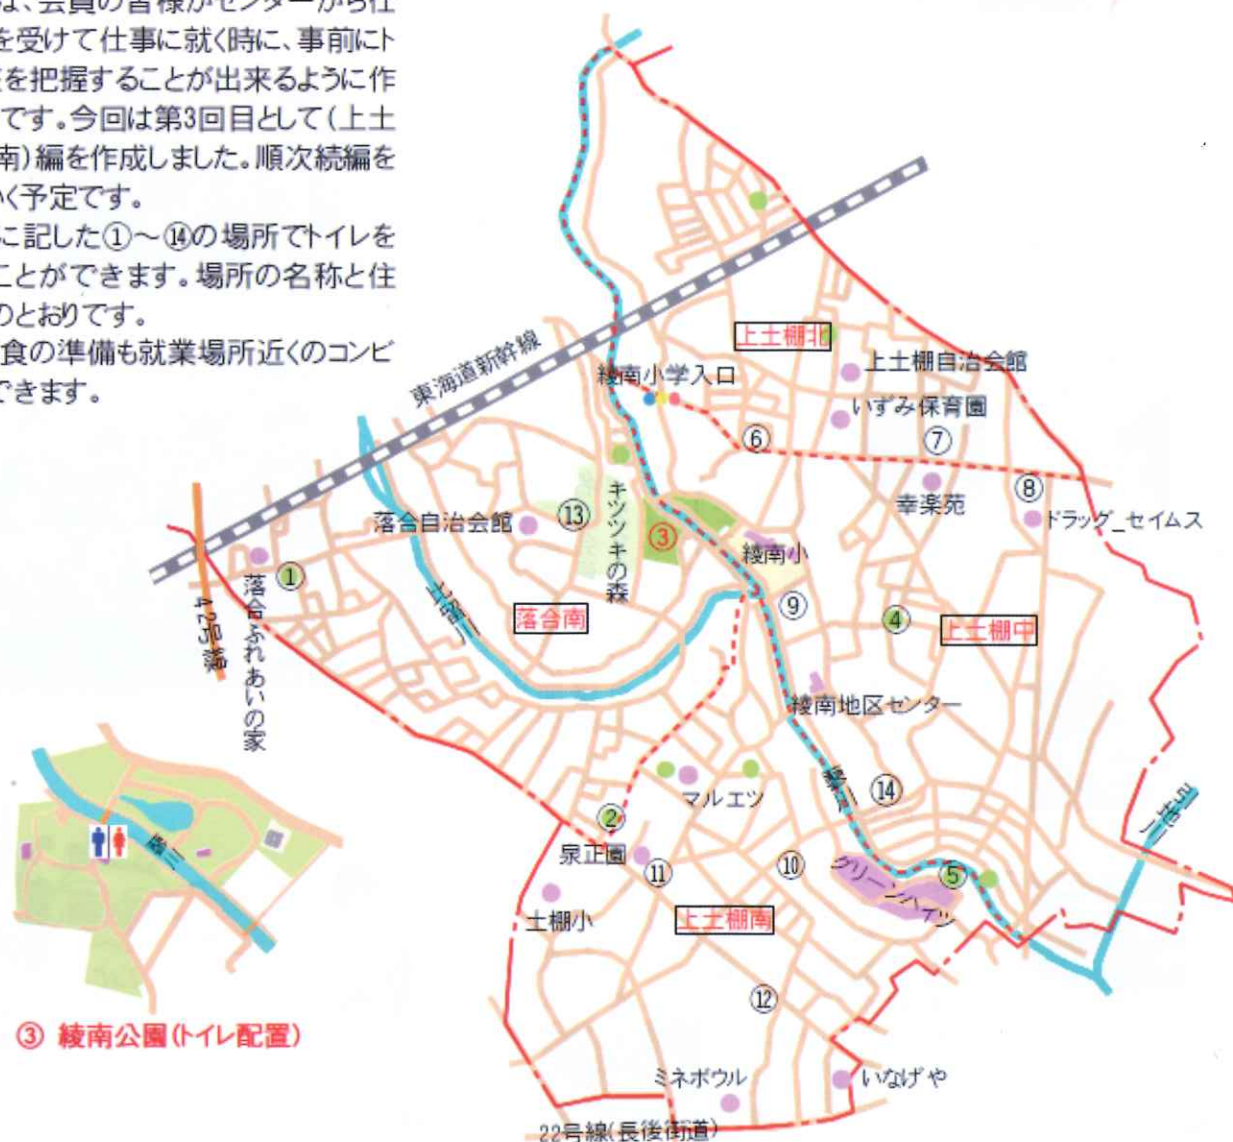 は、会員の皆様がセンターから仕
を受けて仕事に就く時に、事前にト
を把握することが出来るように作
です。今回は第3回目として(上土
南)編を作成しました。順次続編を
く予定です。
に記した①～⑭の場所でトイレを
ことができます。場所の名称と住
のとおりです。
食の準備も就業場所近くのコンビ
できます。
東海道新幹線
上土棚北
綾南小学入口
上土棚自治会館
いずみ保育園
⑥
⑦
⑧
幸楽苑
ドラッグ_セイムス
落合自治会館
⑬
キツツキの森
③
綾南小
①
落合ふれあいの家
42号線
落合南
⑨
④
上土棚中
綾南地区センター
マルエツ
⑭
②
泉正園
⑪
⑩
グリーンハイツ
⑤
土棚小
上土棚南
⑫
③ 綾南公園(トイレ配置)
ミネボウル
いなげや
22号線(長後街道)